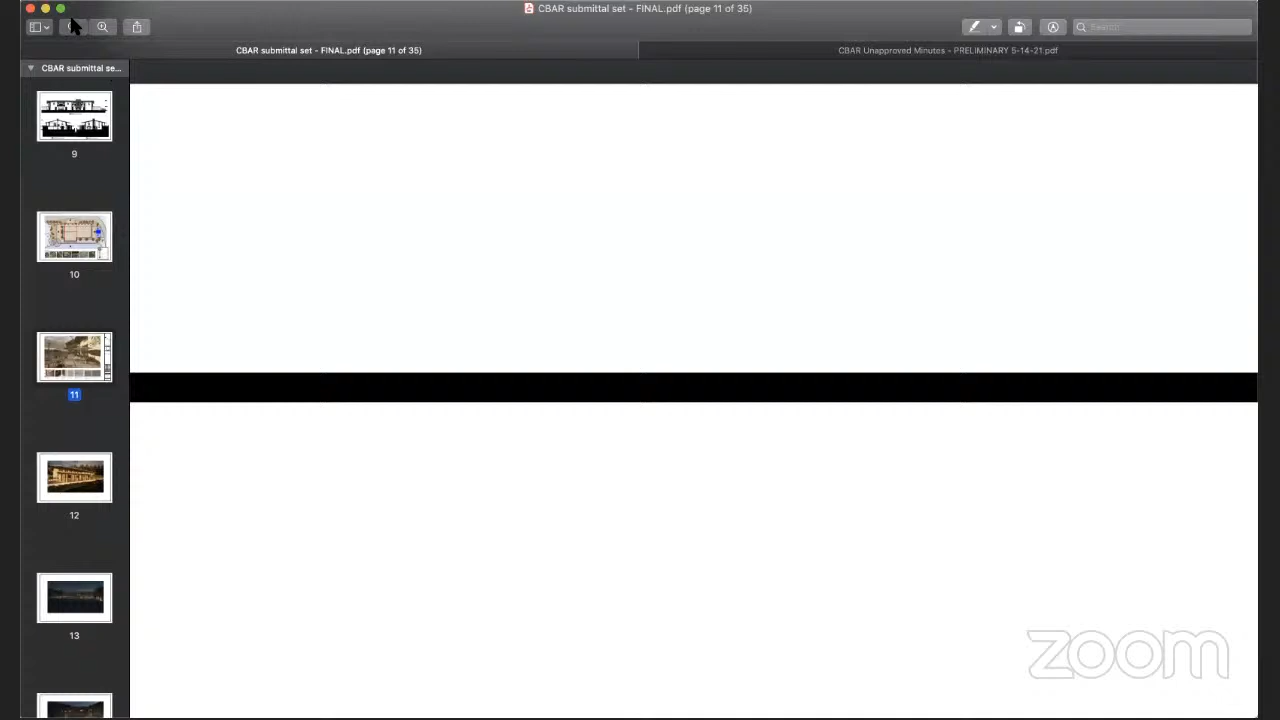 CBAR submittal set - FINAL.pdf (page 11 of 35)
Search
CBAR submittal set - FINAL.pdf (page 11 of 35)
CBAR Unapproved Minutes - PRELIMINARY 5-14-21.pdf
CBAR submittal se...
9
10
11
12
13
zoom